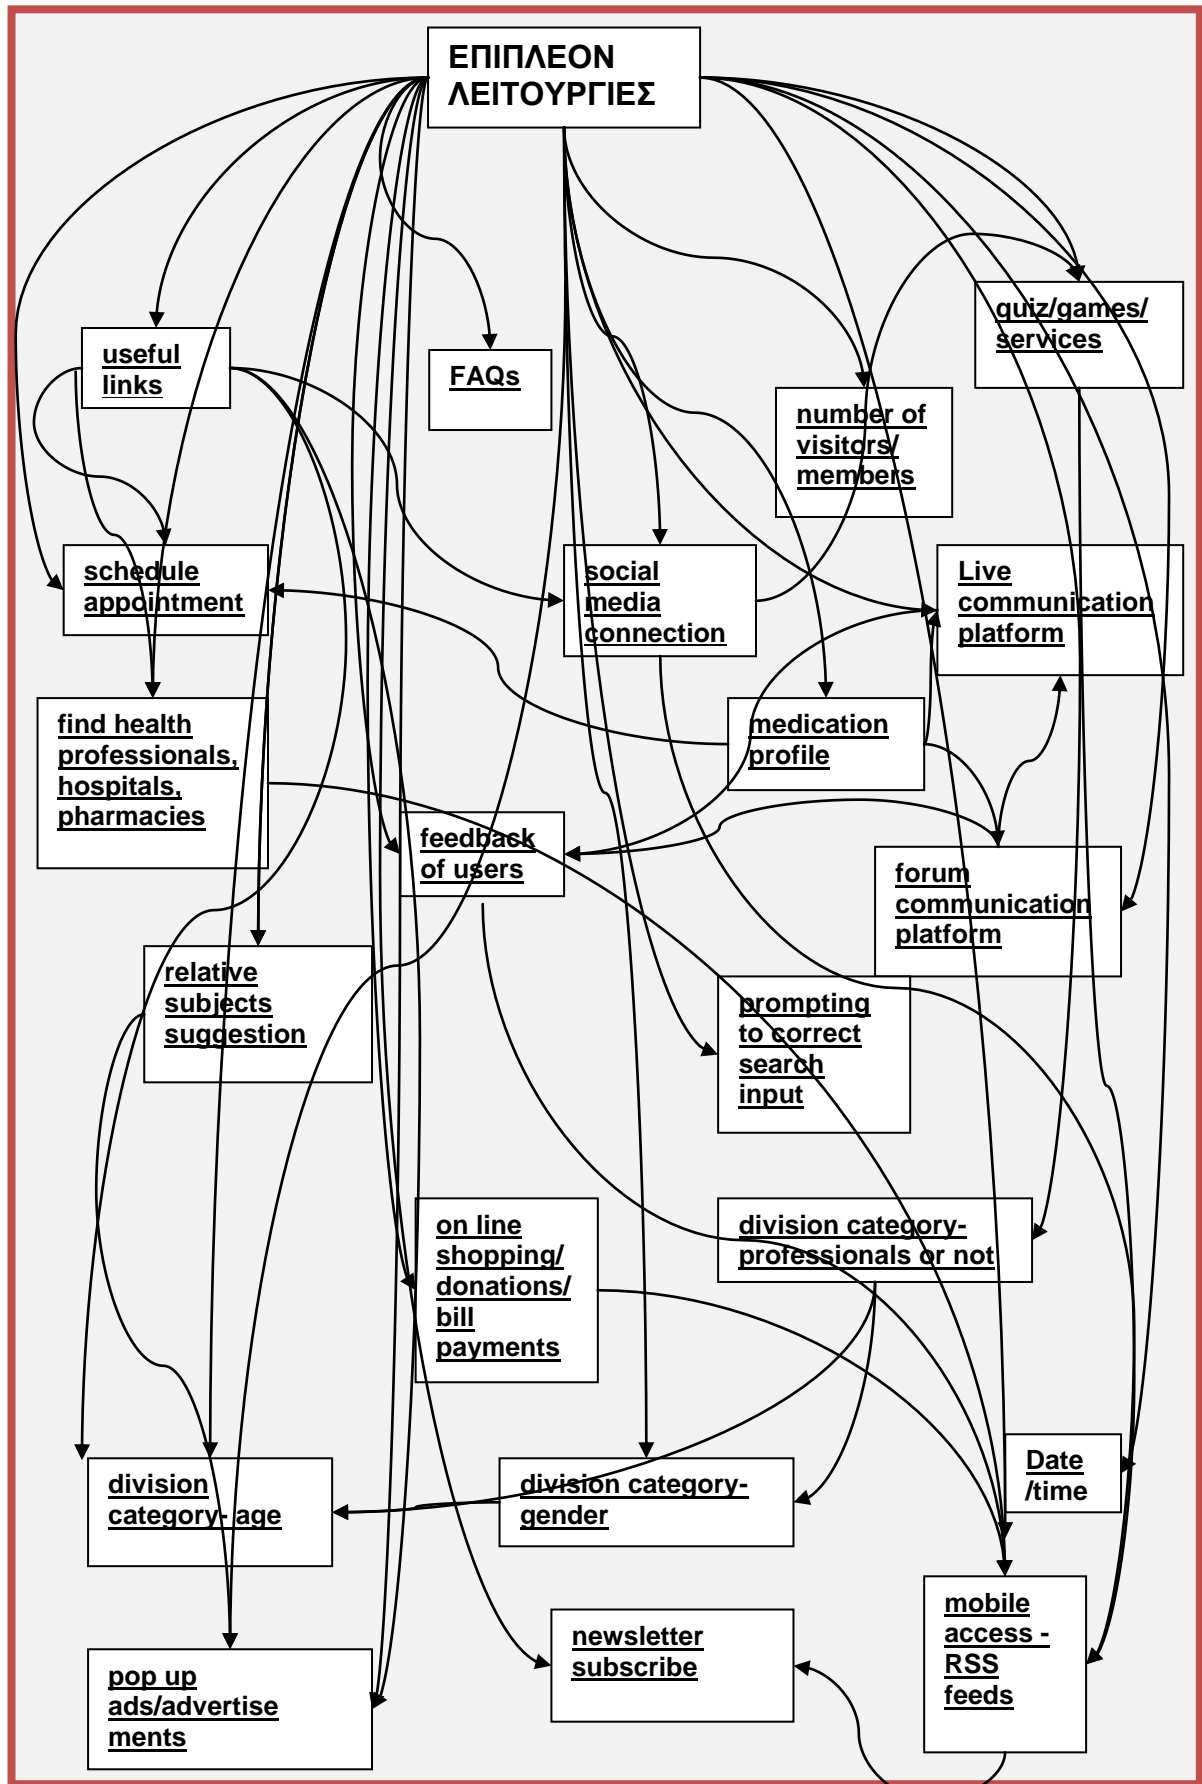 ΕΠΙΠΛΕΟΝ
ΛΕΙΤΟΥΡΓΙΕΣ
quiz/games/
services
useful
links
FAQs
number of
visitors/
members
schedule
appointment
social
media
connection
Live
communication
platform
find health
professionals,
hospitals,
pharmacies
medication
profile
feedback
of users
forum
communication
platform
relative
subjects
suggestion
prompting
to correct
search
input
on line
shopping/
donations/
bill
payments
division category-
professionals or not
Date
/time
division
category- age
division category-
gender
mobile
access -
RSS
feeds
newsletter
subscribe
pop up
ads/advertise
ments